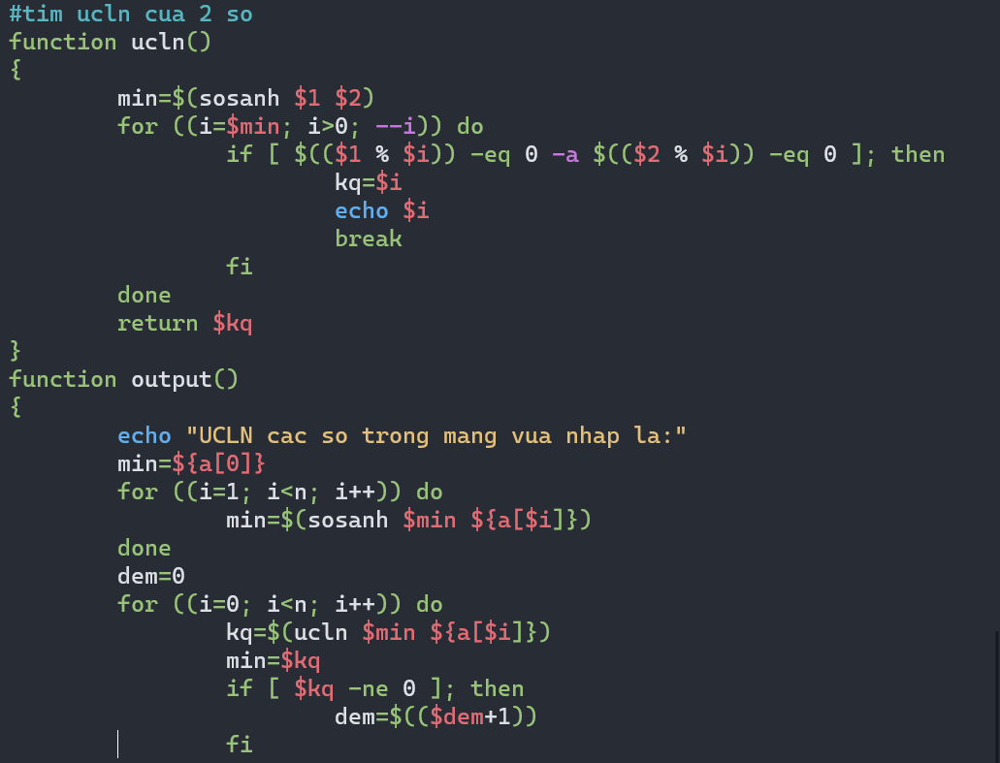 #tim ucln cua 2 so
function ucln()
{
        min=$(sosanh $1 $2)
        for ((i=$min; i>0; --i)) do
                if [ $(($1 % $i)) -eq 0 -a $(($2 % $i)) -eq 0 ]; then
                        kq=$i
                        echo $i
                        break
                fi
        done
        return $kq
}
function output()
{
        echo "UCLN cac so trong mang vua nhap la:"
        min=${a[0]}
        for ((i=1; i<n; i++)) do
                min=$(sosanh $min ${a[$i]})
        done
        dem=0
        for ((i=0; i<n; i++)) do
                kq=$(ucln $min ${a[$i]})
                min=$kq
                if [ $kq -ne 0 ]; then
                        dem=$(($dem+1))
                fi